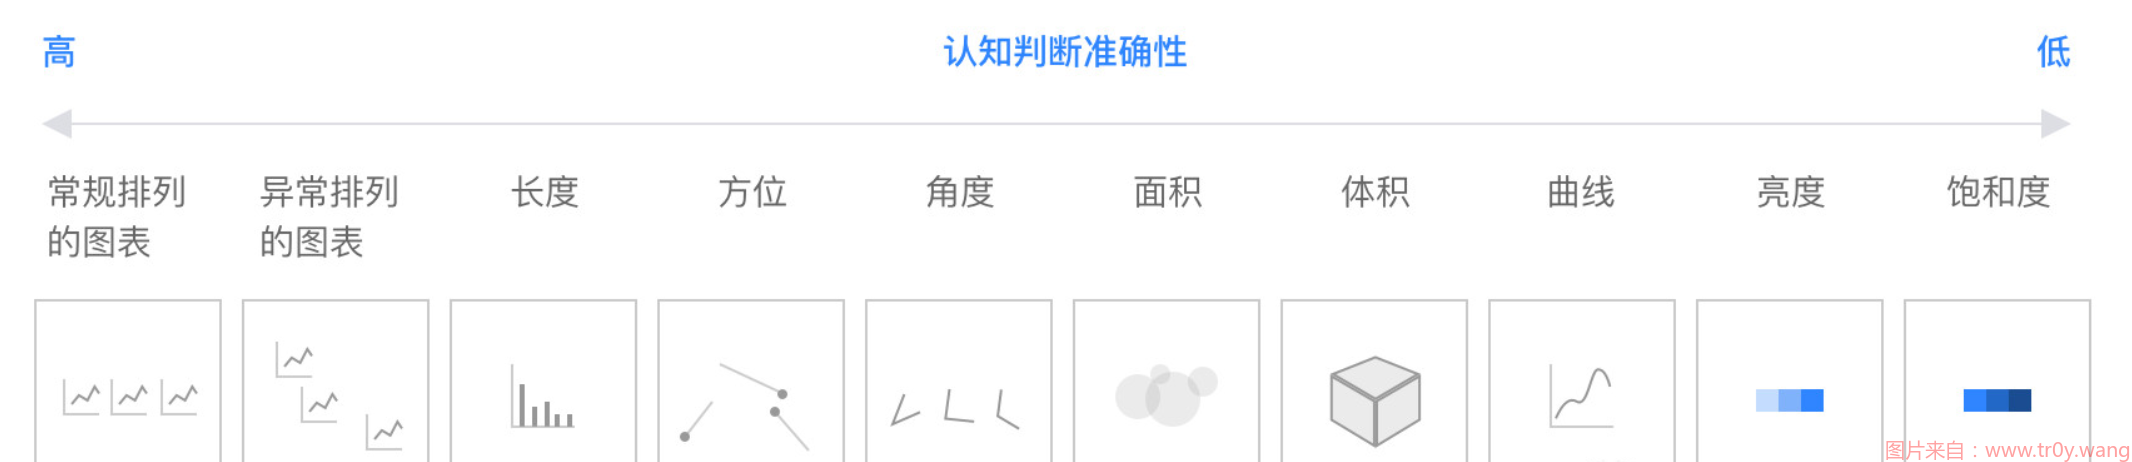 高 认知判断准确性 低
常规排列 异常排列 长度 方位 角度 面积 体积 曲线 亮度 饱和度
的图表 的图表
图片来自：www.tr0y.wang